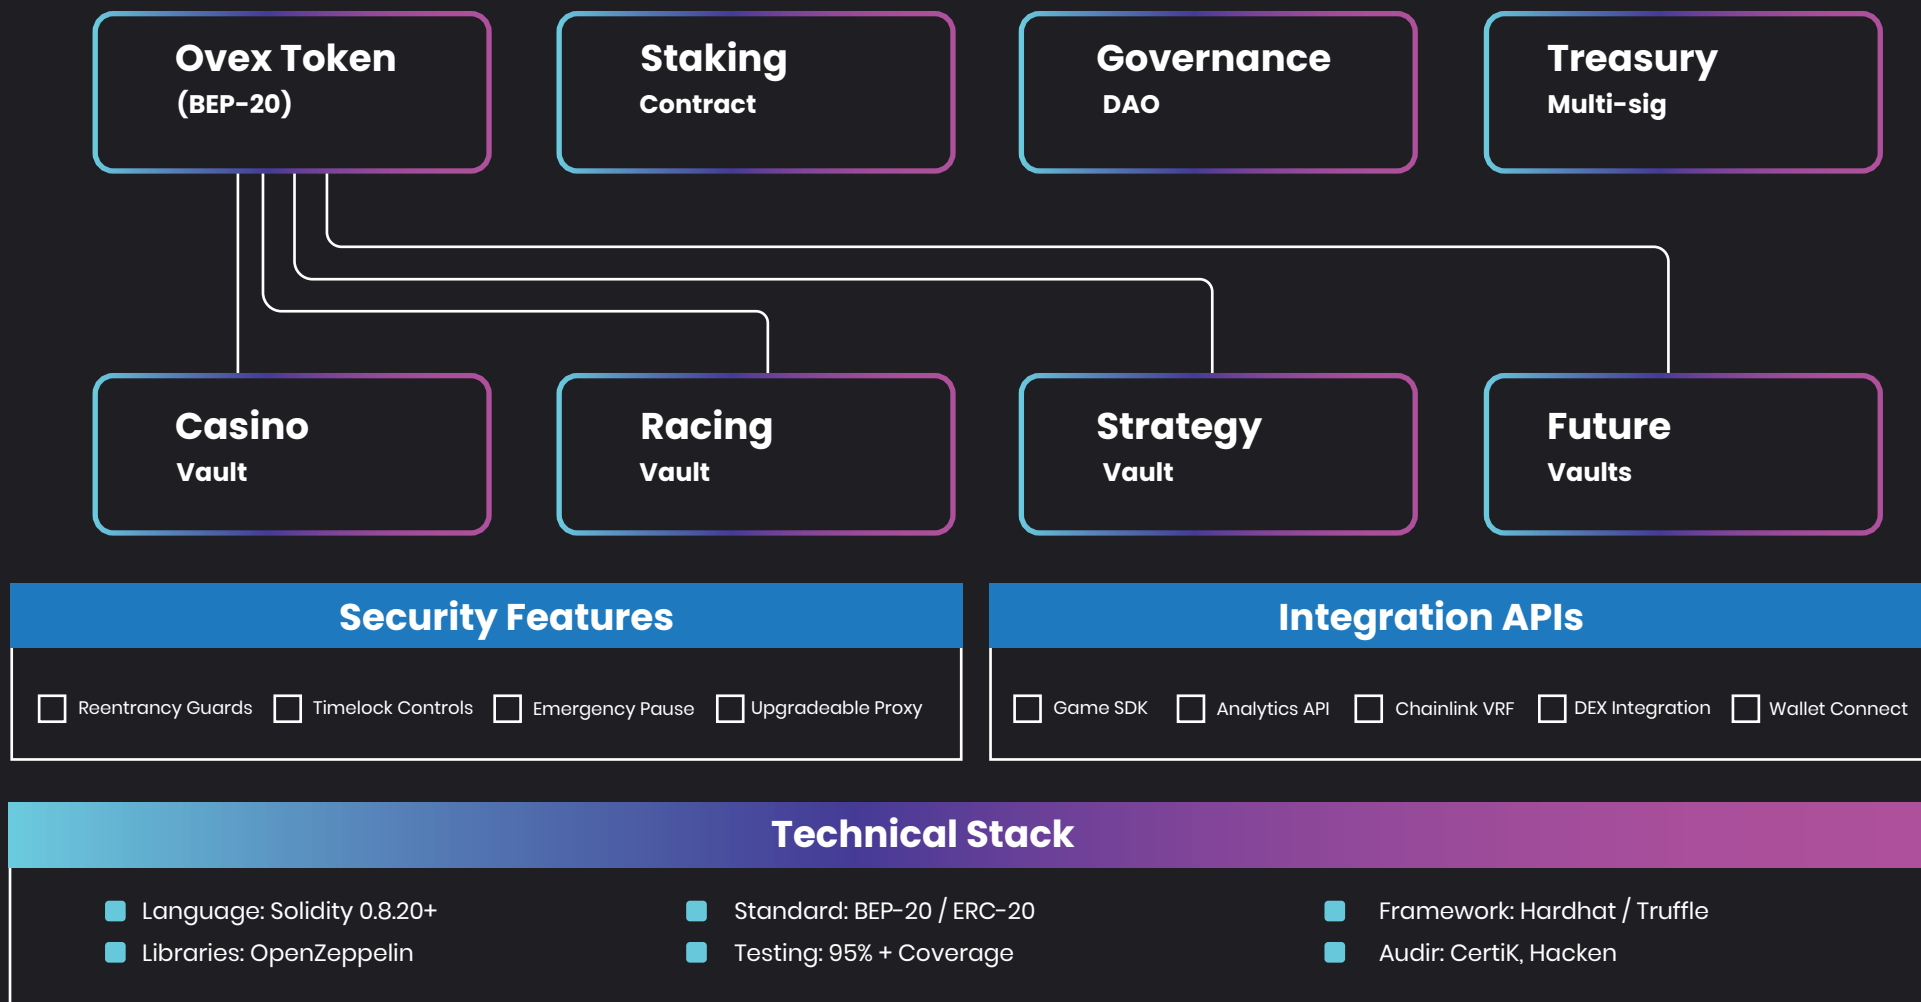 Ovex Token
(BEP-20)
Staking
Contract
Governance
DAO
Treasury
Multi-sig
Casino
Vault
Racing
Vault
Strategy
Vault
Future
Vaults
Security Features
Reentrancy Guards
Timelock Controls
Emergency Pause
Upgradeable Proxy
Integration APIs
Game SDK
Analytics API
Chainlink VRF
DEX Integration
Wallet Connect
Technical Stack
Language: Solidity 0.8.20+
Standard: BEP-20 / ERC-20
Framework: Hardhat / Truffle
Libraries: OpenZeppelin
Testing: 95% + Coverage
Audir: CertiK, Hacken